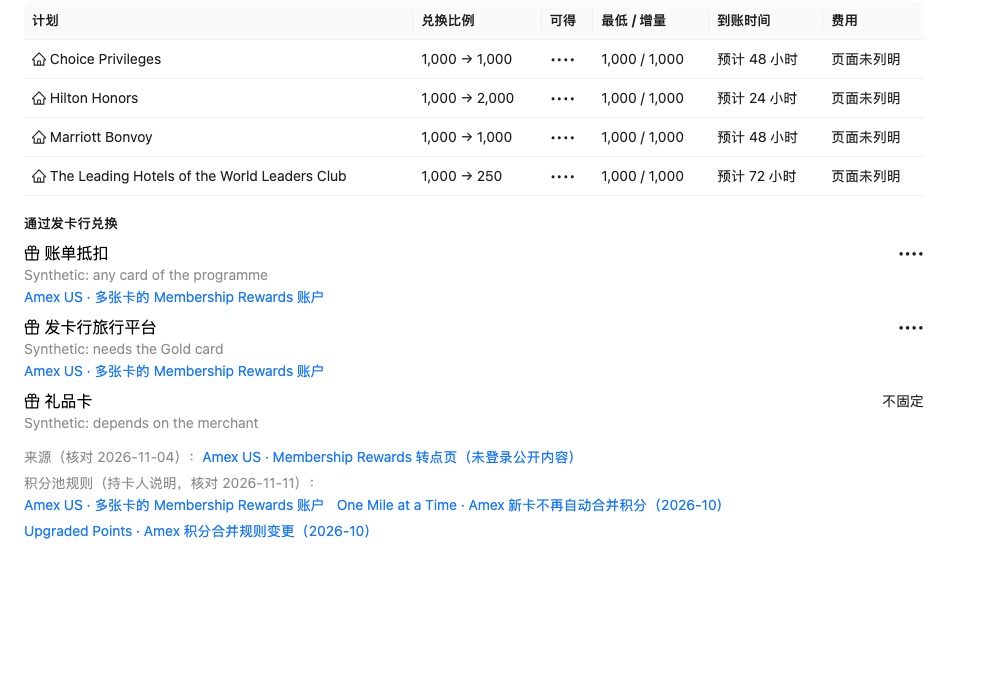 计划 兑换比例 可得 最低 / 增量 到账时间 费用
Choice Privileges 1,000 → 1,000 •••• 1,000 / 1,000 预计 48 小时 页面未列明
Hilton Honors 1,000 → 2,000 •••• 1,000 / 1,000 预计 24 小时 页面未列明
Marriott Bonvoy 1,000 → 1,000 •••• 1,000 / 1,000 预计 48 小时 页面未列明
The Leading Hotels of the World Leaders Club 1,000 → 250 •••• 1,000 / 1,000 预计 72 小时 页面未列明
通过发卡行兑换
账单抵扣 ••••
Synthetic: any card of the programme
Amex US · 多张卡的 Membership Rewards 账户
发卡行旅行平台 ••••
Synthetic: needs the Gold card
Amex US · 多张卡的 Membership Rewards 账户
礼品卡 不固定
Synthetic: depends on the merchant
来源（核对 2026-11-04）： Amex US · Membership Rewards 转点页（未登录公开内容）
积分池规则（持卡人说明，核对 2026-11-11）：
Amex US · 多张卡的 Membership Rewards 账户 One Mile at a Time · Amex 新卡不再自动合并积分（2026-10）
Upgraded Points · Amex 积分合并规则变更（2026-10）